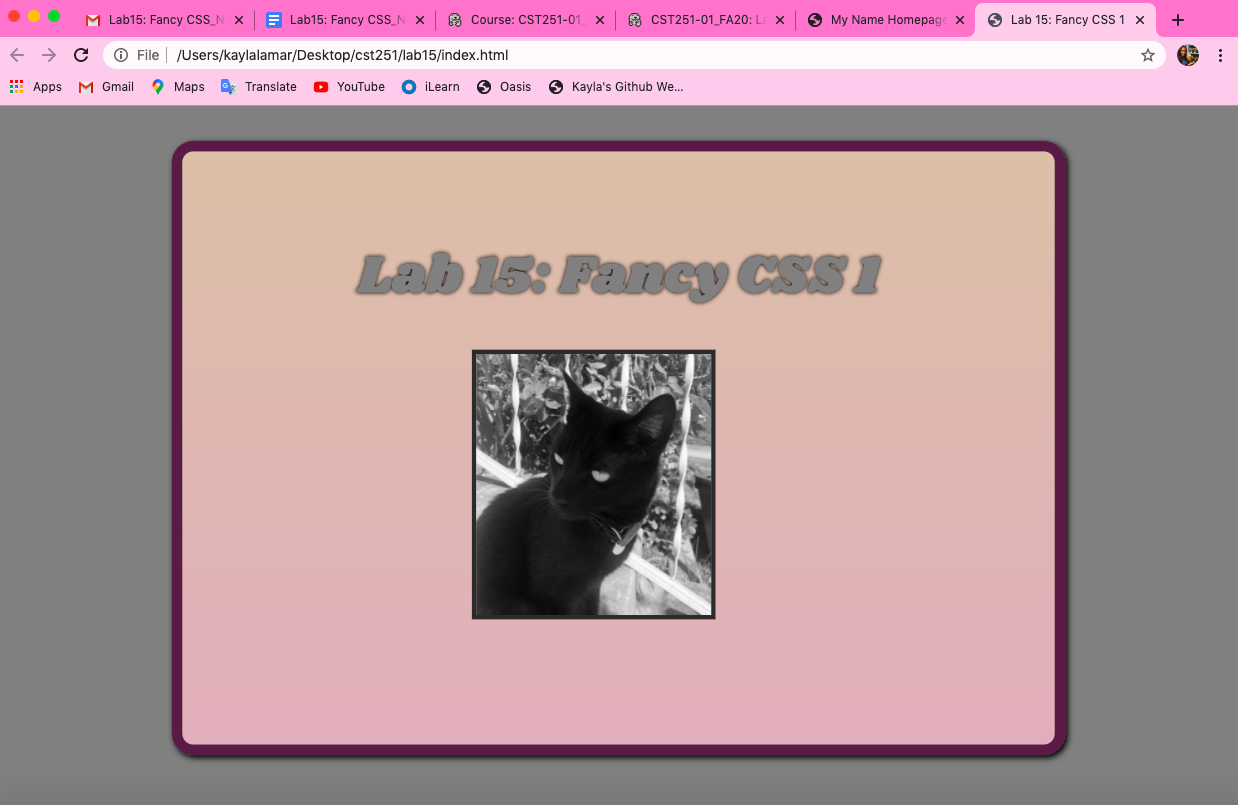 Lab15: Fancy CSS_N
Lab15: Fancy CSS_N
Course: CST251-01_
CST251-01_FA20: La
My Name Homepage
Lab 15: Fancy CSS 1
File
/Users/kaylalamar/Desktop/cst251/lab15/index.html
Apps
Gmail
Maps
Translate
YouTube
iLearn
Oasis
Kayla's Github We...
Lab 15: Fancy CSS 1